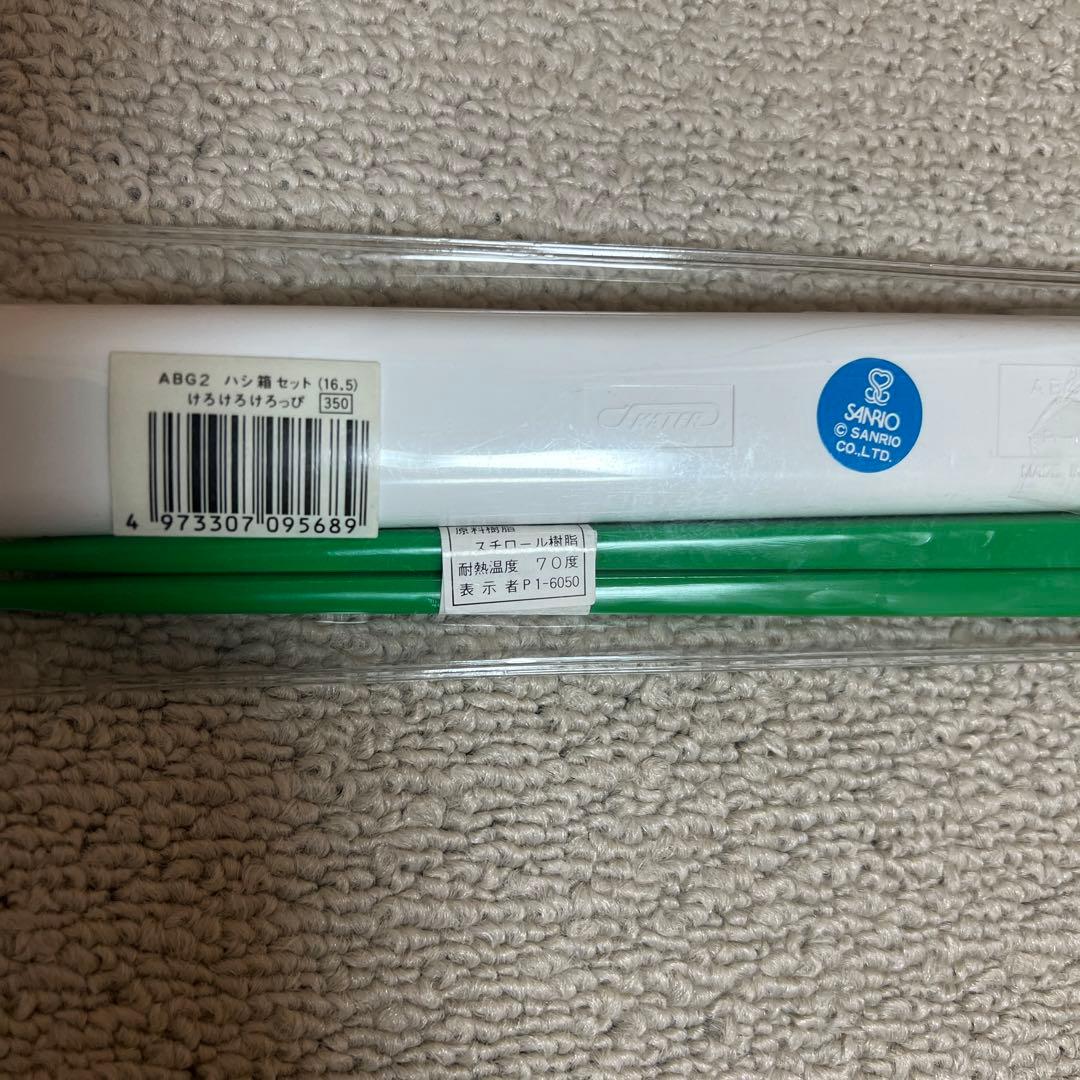 ABG2 ハシ箱セット(16.5)
けろけろけろっぴ 350
4 973307 095689
SKATER
SANRIO
© SANRIO
CO.,LTD.
原料樹脂
スチロール樹脂
耐熱温度 70度
表示者P1-6050